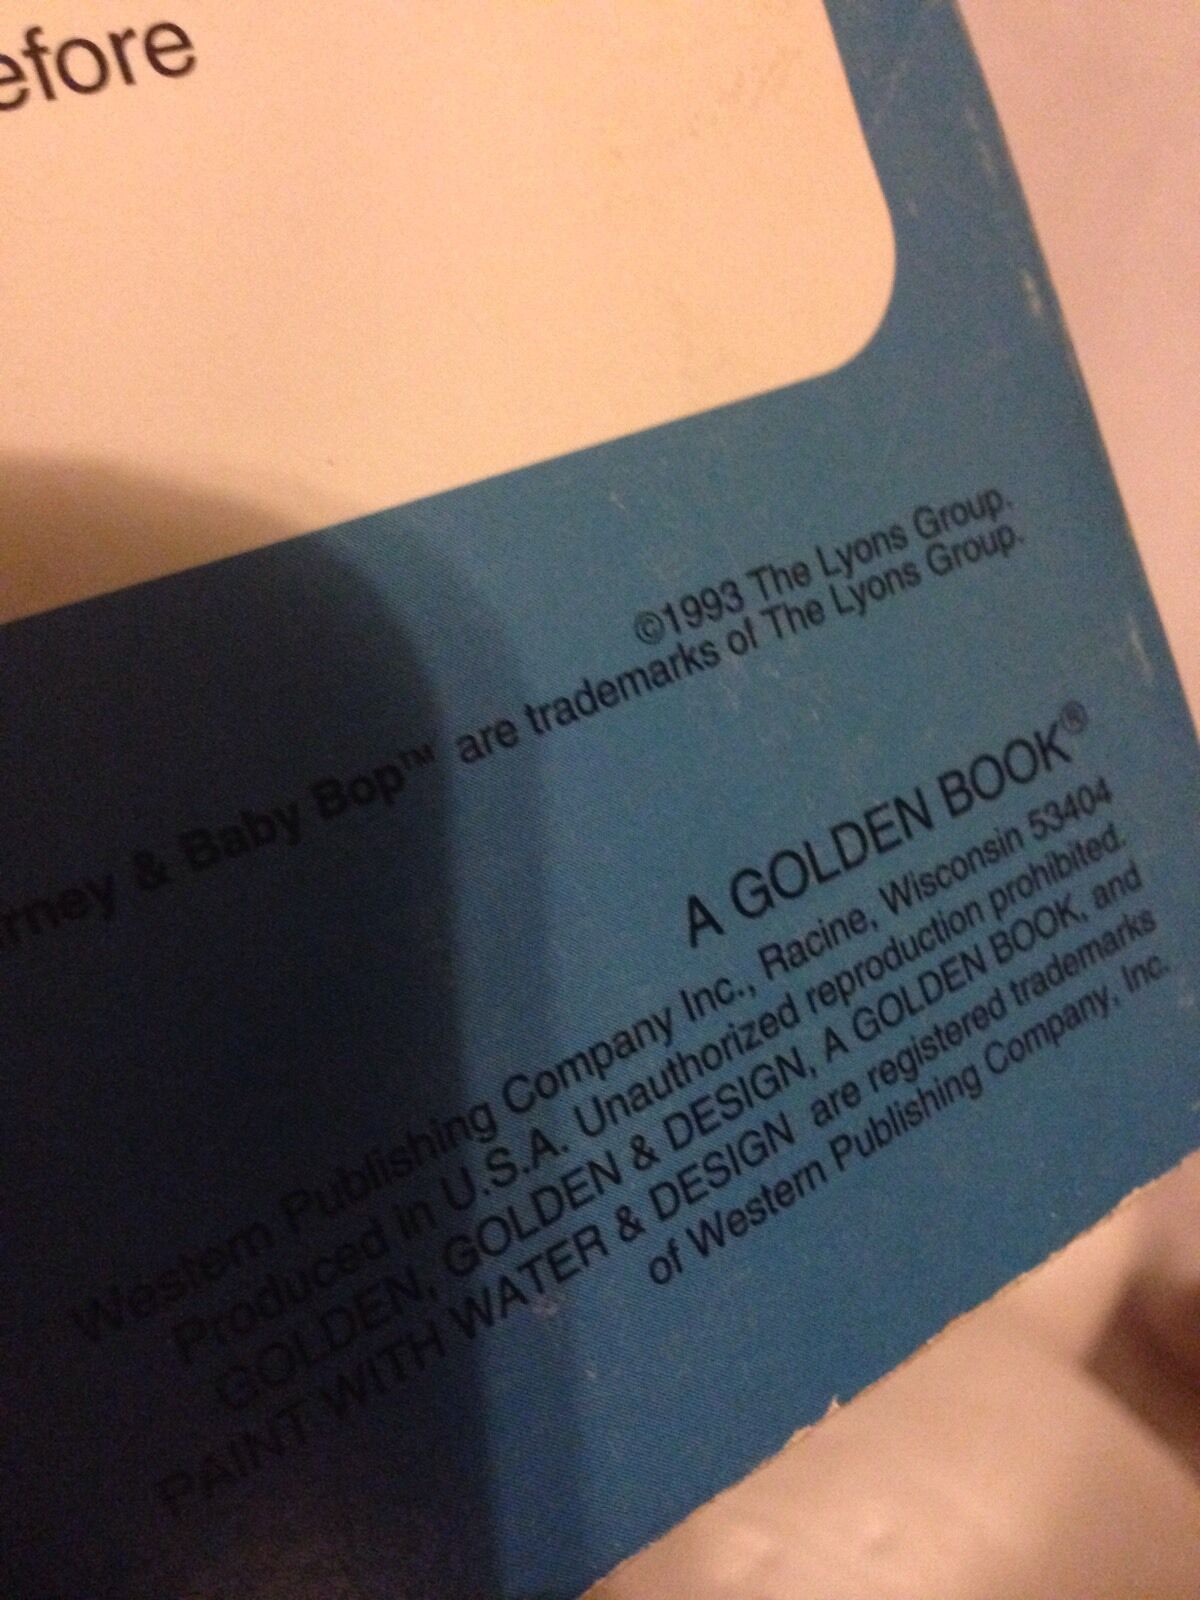 efore
©1993 The Lyons Group.
rney & Baby Bop™ are trademarks of The Lyons Group.
A GOLDEN BOOK®
Western Publishing Company Inc., Racine, Wisconsin 53404
Produced in U.S.A. Unauthorized reproduction prohibited.
GOLDEN, GOLDEN & DESIGN, A GOLDEN BOOK, and
PAINT WITH WATER & DESIGN are registered trademarks
of Western Publishing Company, Inc.